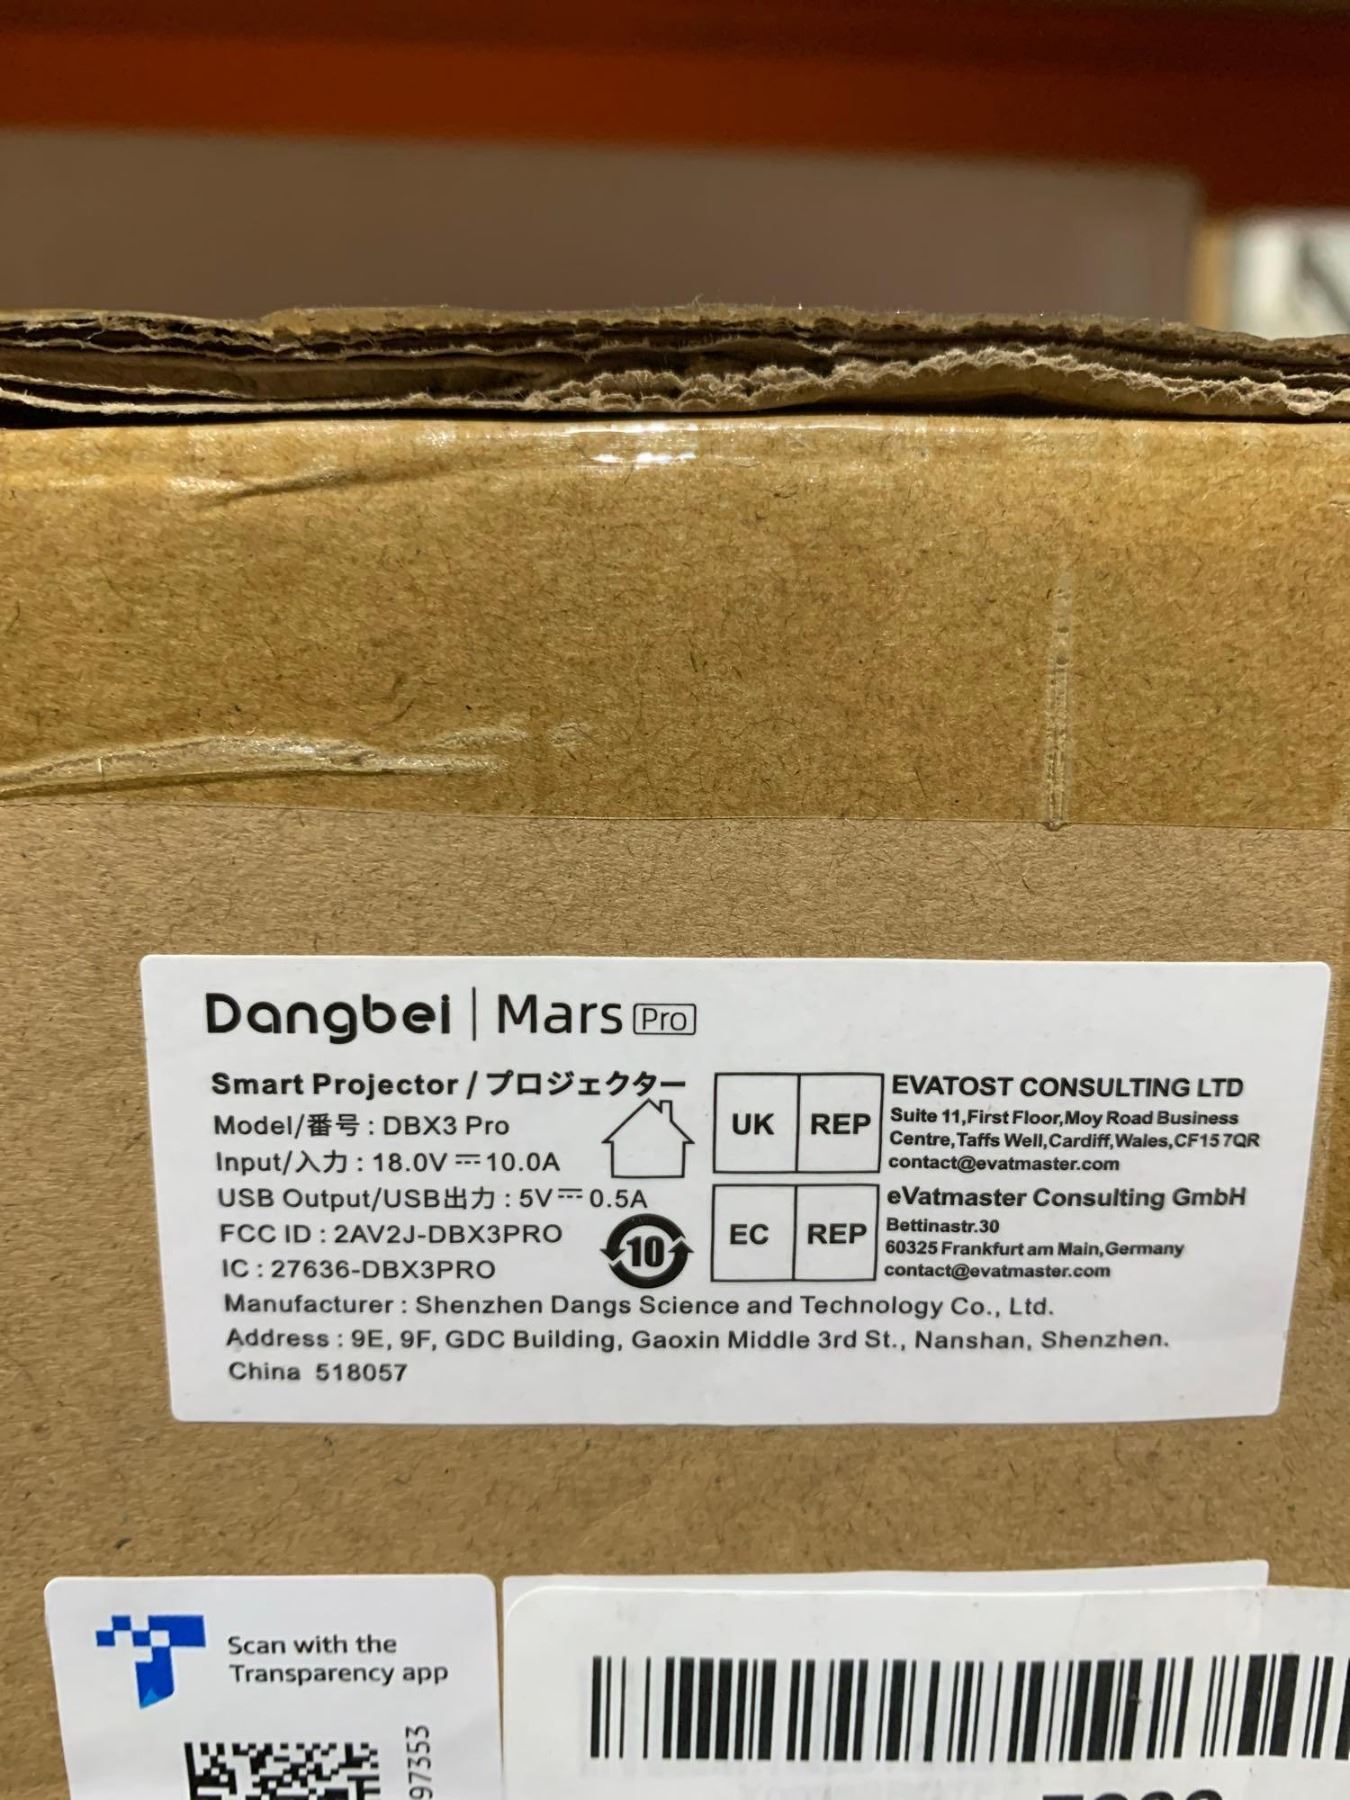 Dangbei | Mars Pro
Smart Projector / プロジェクター
Model/番号 : DBX3 Pro
Input/入力 : 18.0V ⎓ 10.0A
USB Output/USB出力 : 5V ⎓ 0.5A
FCC ID : 2AV2J-DBX3PRO
IC : 27636-DBX3PRO
10
Manufacturer : Shenzhen Dangs Science and Technology Co., Ltd.
Address : 9E, 9F, GDC Building, Gaoxin Middle 3rd St., Nanshan, Shenzhen.
China 518057
UK REP
EVATOST CONSULTING LTD
Suite 11,First Floor,Moy Road Business
Centre,Taffs Well,Cardiff,Wales,CF15 7QR
contact@evatmaster.com
EC REP
eVatmaster Consulting GmbH
Bettinastr.30
60325 Frankfurt am Main,Germany
contact@evatmaster.com
Scan with the
Transparency app
97353